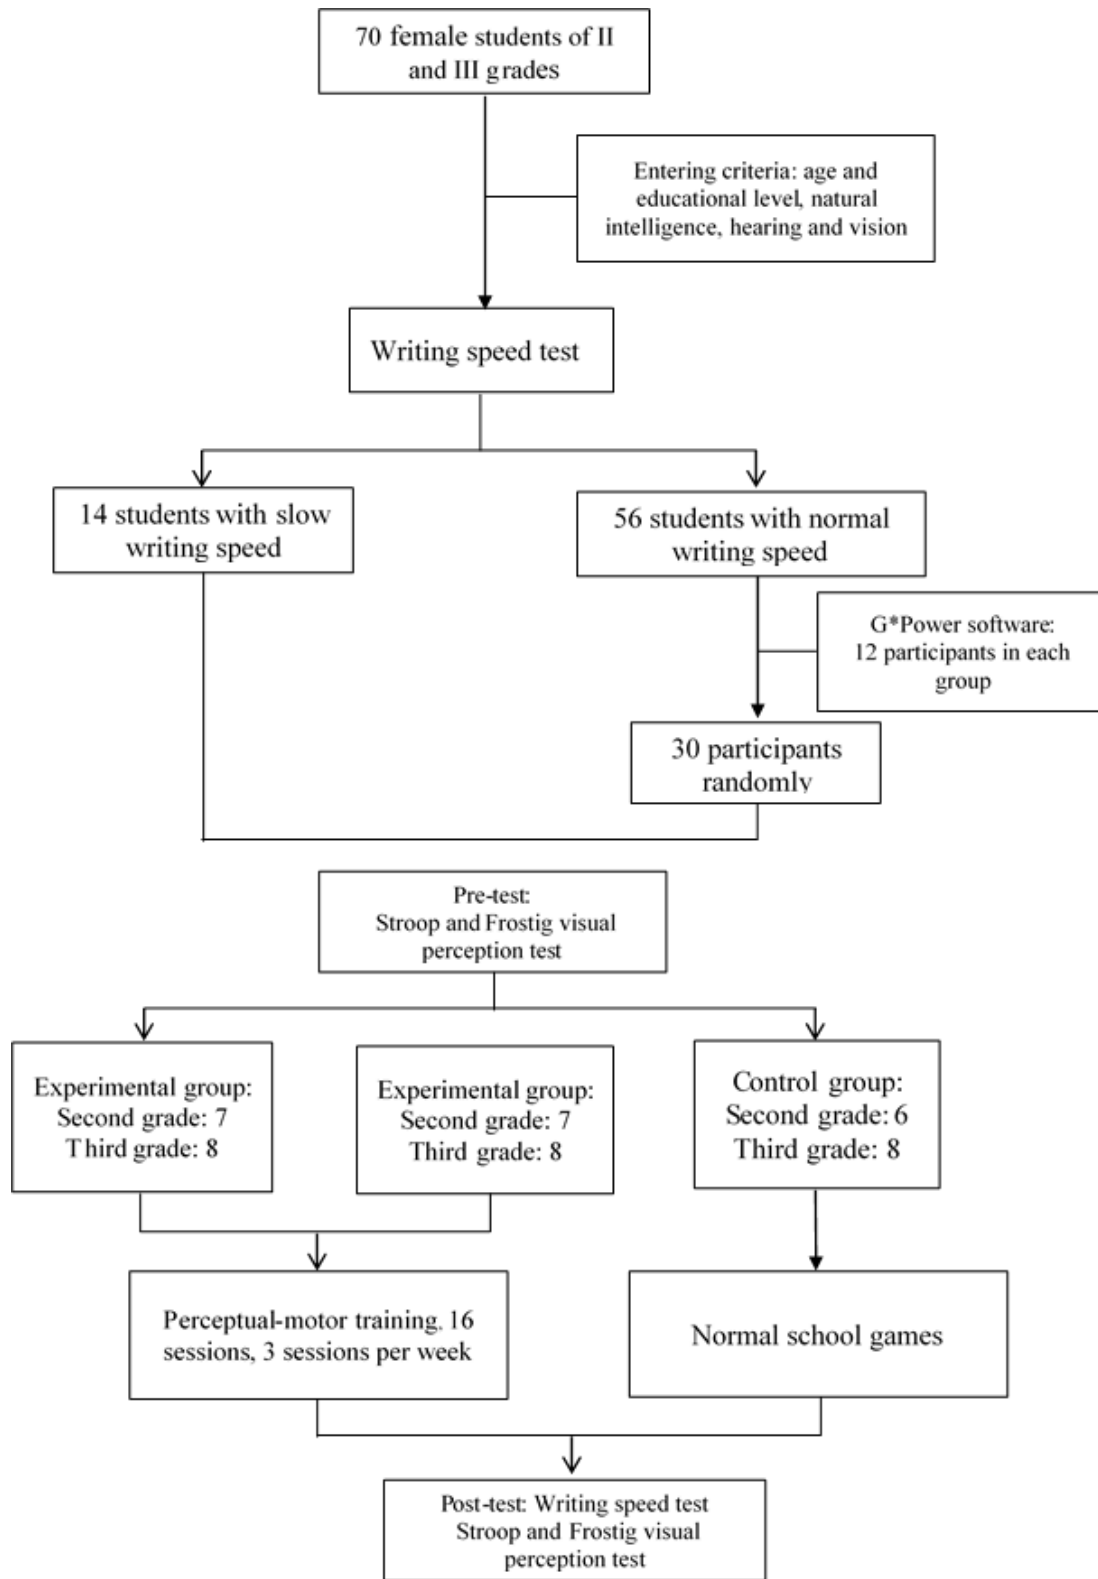 70 female students of II
and III grades
Entering criteria: age and
educational level, natural
intelligence, hearing and vision
Writing speed test
14 students with slow
writing speed
56 students with normal
writing speed
G*Power software:
12 participants in each
group
30 participants
randomly
Pre-test:
Stroop and Frostig visual
perception test
Experimental group:
Second grade: 7
Third grade: 8
Experimental group:
Second grade: 7
Third grade: 8
Control group:
Second grade: 6
Third grade: 8
Perceptual-motor training, 16
sessions, 3 sessions per week
Normal school games
Post-test: Writing speed test
Stroop and Frostig visual
perception test